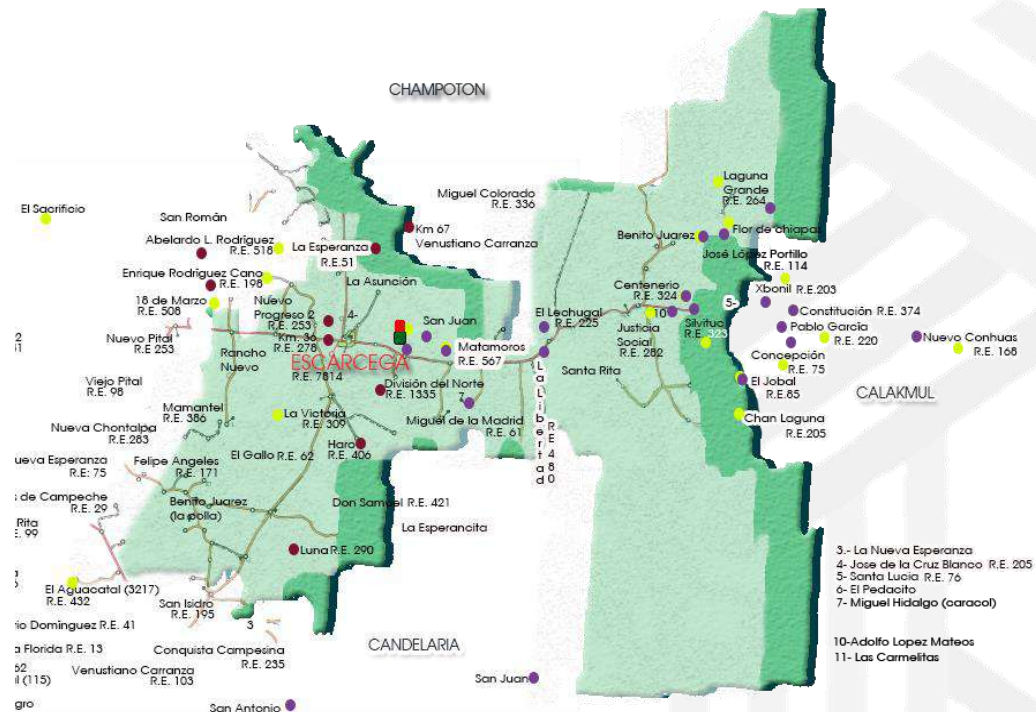 CHAMPOTON
El Sacrificio
San Román
Abelardo L. Rodríguez
R.E. 518
La Esperanza
R.E.51
Miguel Colorado
R.E. 336
Km 67
Venustiano Carranza
Laguna
Grande
R.E. 264
Benito Juarez
Flor de chiapaz
José López Portillo
R.E. 114
Enrique Rodríguez Cano
R.E. 198
La Asunción
18 de Marzo
R.E. 508
Nuevo
Progreso 2
R.E. 253
4-
San Juan
El Lechugal
R.E. 225
Centenerio
R.E. 324
10
5-
Xbonil
R.E.203
Constitución R.E. 374
Silvituc
R.E. 323
Pablo García
R.E. 220
Nuevo Conhuas
R.E. 168
Nuevo Pital
R.E 253
Km. 36
R.E. 278
Rancho
Nuevo
ESCARCEGA
R.E. 7814
Matamoros
R.E. 567
Justicia
Social
R.E. 282
Santa Rita
Concepción
R.E. 75
El Jobal
R.E.85
CALAKMUL
Viejo Pital
R.E. 98
División del Norte
R.E. 1335
7
La Libertad
R E 4 8 0
Chan Laguna
R.E.205
Mamantel
R.E. 386
La Victoria
R.E. 309
Miguel de la Madrid
R.E. 61
Nueva Chontalpa
R.E.283
El Gallo R.E. 62
Haro
R.E. 406
ueva Esperanza
R.E: 75
Felipe Angeles
R.E. 171
s de Campeche
R.E. 29
Benito Juarez
(la polla)
Don Samuel R.E. 421
La Esperancita
Rita
R.E. 99
Luna R.E. 290
El Aguacatal (3217)
R.E. 432
San Isidro
R.E. 195
3
io Domínguez R.E. 41
a Florida R.E. 13
Conquista Campesina
R.E. 235
CANDELARIA
Venustiano Carranza
R.E. 103
San Juan
San Antonio
gro
3.- La Nueva Esperanza
4- Jose de la Cruz Blanco R.E. 205
5- Santa Lucia R.E. 76
6- El Pedacito
7- Miguel Hidalgo (caracol)
10-Adolfo Lopez Mateos
11- Las Carmelitas